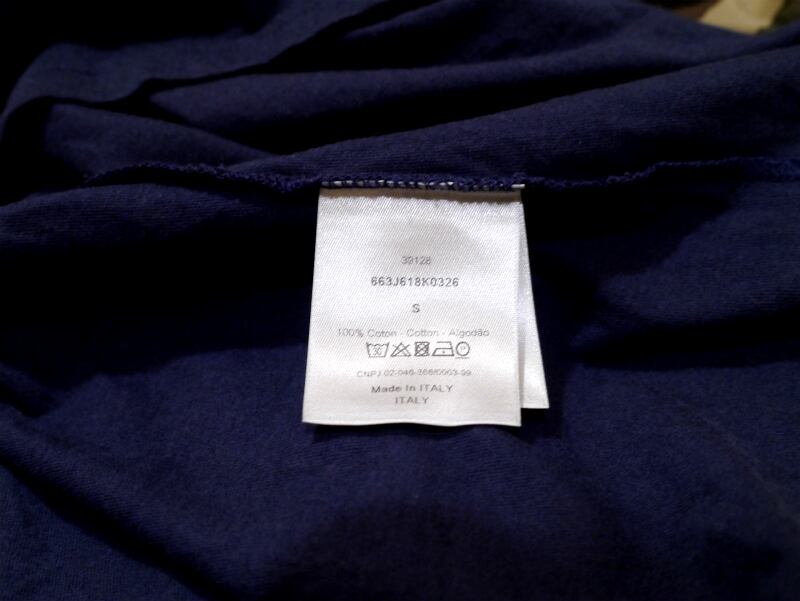 39128
663J618K0326
S
100% Coton - Cotton - Algodão
CNPJ 02-046-366/0003-99
Made In ITALY
ITALY